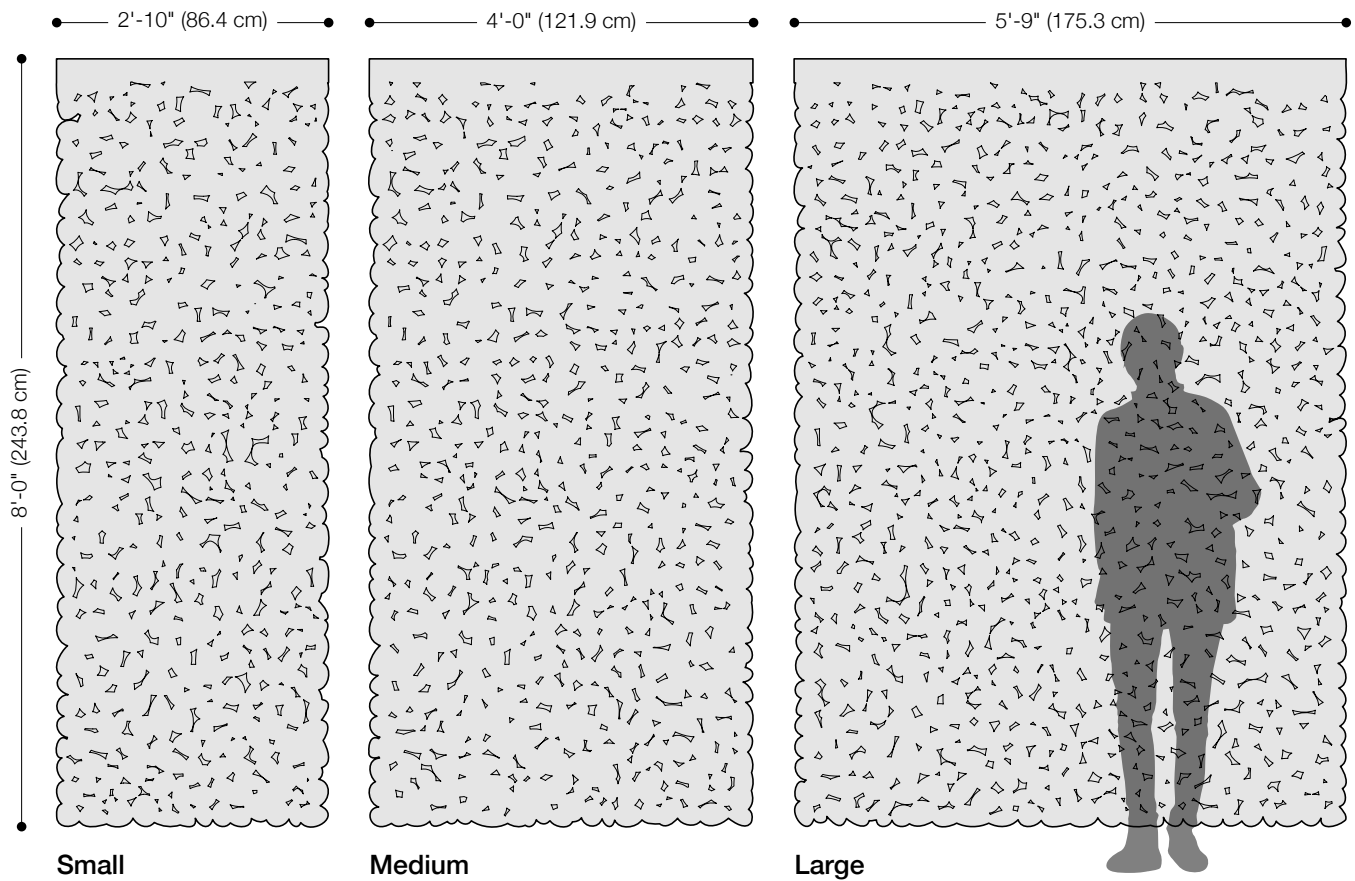 2'-10" (86.4 cm)
4'-0" (121.9 cm)
5'-9" (175.3 cm)
8'-0" (243.8 cm)
Small
Medium
Large